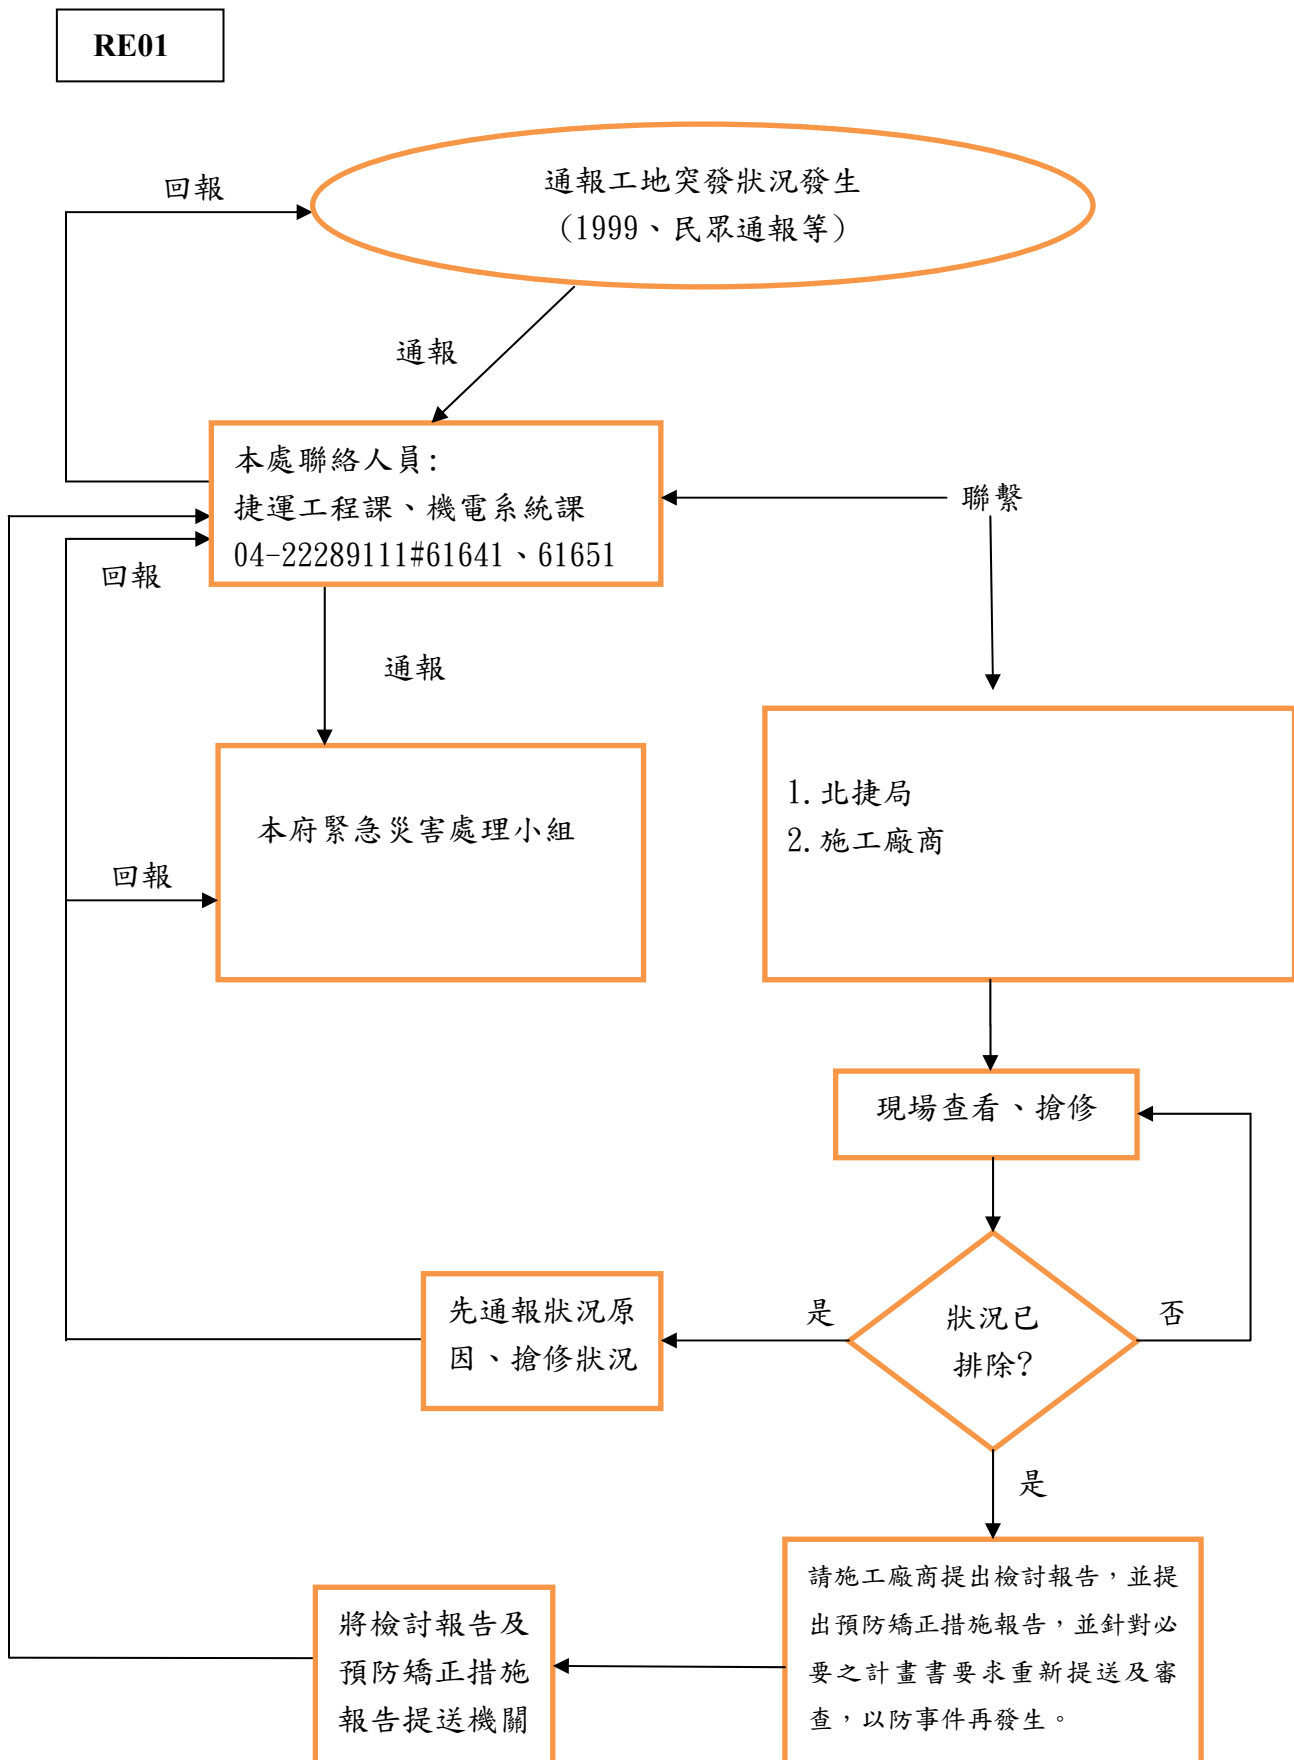 RE01
通報工地突發狀況發生
(1999、民眾通報等)
回報
通報
本處聯絡人員:
捷運工程課、機電系統課
04-22289111#61641、61651
聯繫
回報
通報
1.北捷局
2.施工廠商
本府緊急災害處理小組
回報
現場查看、搶修
先通報狀況原
因、搶修狀況
是
狀況已
排除?
否
是
請施工廠商提出檢討報告，並提
出預防矯正措施報告，並針對必
要之計畫書要求重新提送及審
查，以防事件再發生。
將檢討報告及
預防矯正措施
報告提送機關